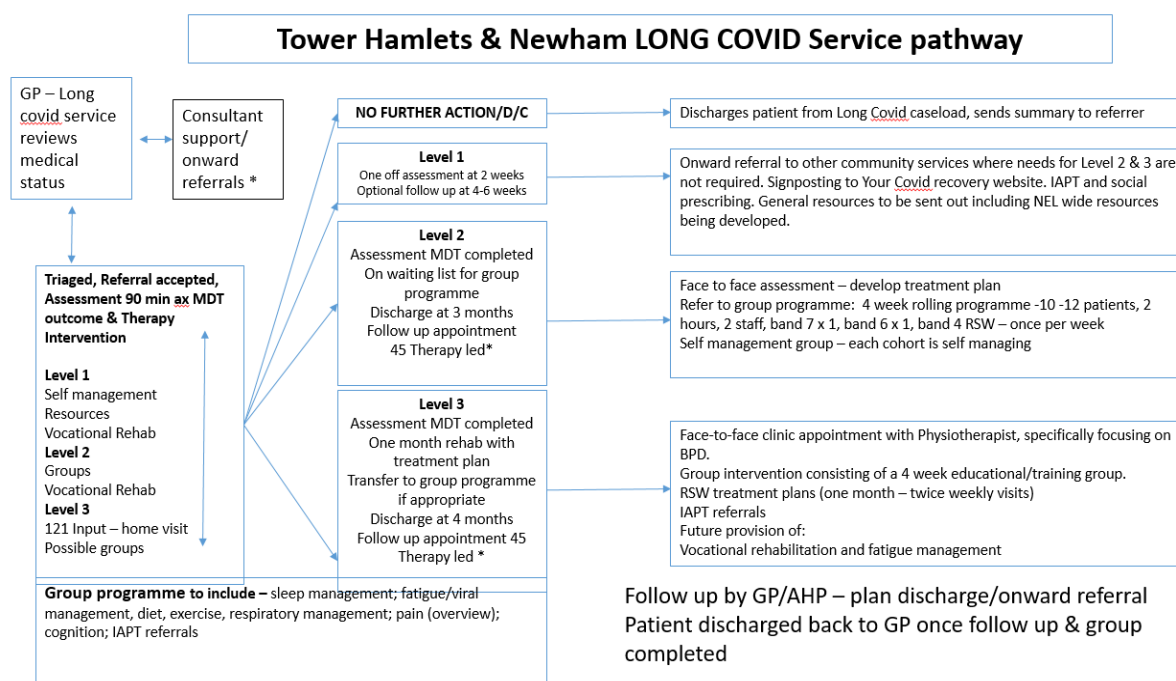 Tower Hamlets & Newham LONG COVID Service pathway
GP – Long
covid service
reviews
medical
status
Consultant
support/
onward
referrals *
NO FURTHER ACTION/D/C
Discharges patient from Long Covid caseload, sends summary to referrer
Level 1
One off assessment at 2 weeks
Optional follow up at 4-6 weeks
Onward referral to other community services where needs for Level 2 & 3 are
not required. Signposting to Your Covid recovery website. IAPT and social
prescribing. General resources to be sent out including NEL wide resources
being developed.
Triaged, Referral accepted,
Assessment 90 min ax MDT
outcome & Therapy
Intervention
Level 1
Self management
Resources
Vocational Rehab
Level 2
Groups
Vocational Rehab
Level 3
121 Input – home visit
Possible groups
Level 2
Assessment MDT completed
On waiting list for group
programme
Discharge at 3 months
Follow up appointment
45 Therapy led*
Face to face assessment – develop treatment plan
Refer to group programme: 4 week rolling programme -10 -12 patients, 2
hours, 2 staff, band 7 x 1, band 6 x 1, band 4 RSW – once per week
Self management group – each cohort is self managing
Level 3
Assessment MDT completed
One month rehab with
treatment plan
Transfer to group programme
if appropriate
Discharge at 4 months
Follow up appointment 45
Therapy led *
Face-to-face clinic appointment with Physiotherapist, specifically focusing on
BPD.
Group intervention consisting of a 4 week educational/training group.
RSW treatment plans (one month – twice weekly visits)
IAPT referrals
Future provision of:
Vocational rehabilitation and fatigue management
Group programme to include – sleep management; fatigue/viral
management, diet, exercise, respiratory management; pain (overview);
cognition; IAPT referrals
Follow up by GP/AHP – plan discharge/onward referral
Patient discharged back to GP once follow up & group
completed